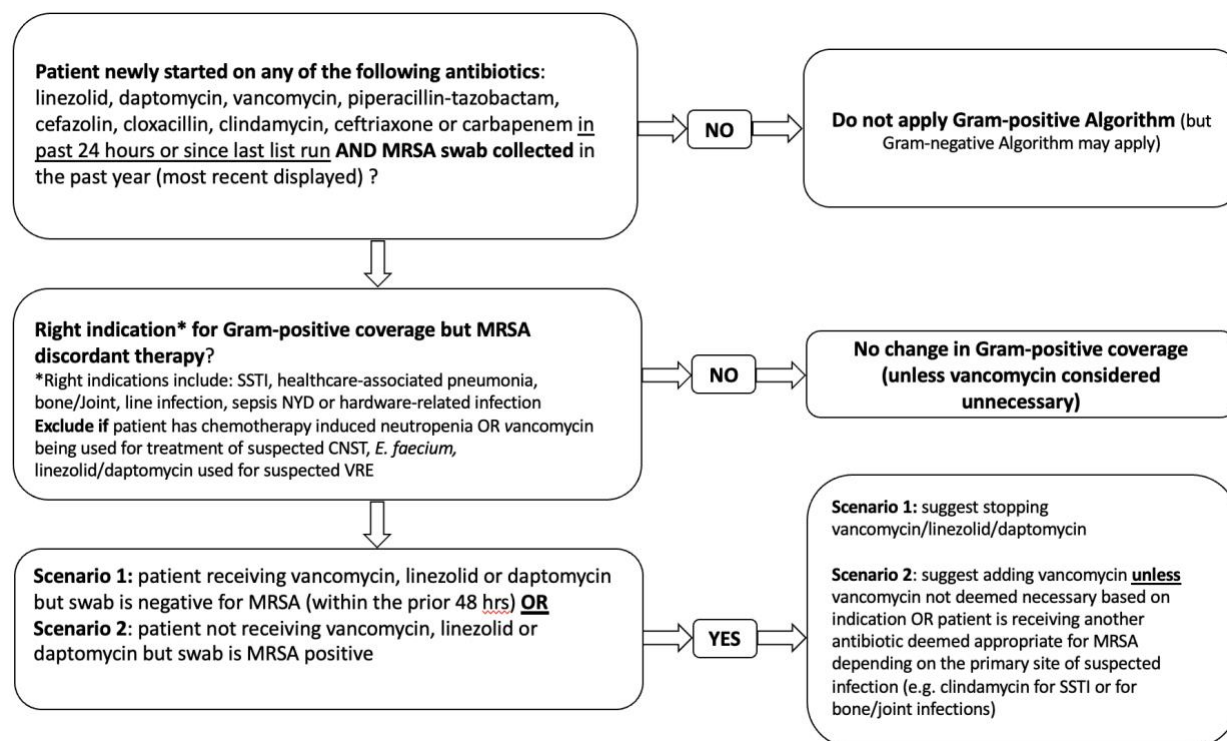 Patient newly started on any of the following antibiotics:
linezolid, daptomycin, vancomycin, piperacillin-tazobactam,
cefazolin, cloxacillin, clindamycin, ceftriaxone or carbapenem in
past 24 hours or since last list run AND MRSA swab collected in
the past year (most recent displayed) ?
NO
Do not apply Gram-positive Algorithm (but
Gram-negative Algorithm may apply)
Right indication* for Gram-positive coverage but MRSA
discordant therapy?
*Right indications include: SSTI, healthcare-associated pneumonia,
bone/Joint, line infection, sepsis NYD or hardware-related infection
Exclude if patient has chemotherapy induced neutropenia OR vancomycin
being used for treatment of suspected CNST, E. faecium,
linezolid/daptomycin used for suspected VRE
NO
No change in Gram-positive coverage
(unless vancomycin considered
unnecessary)
Scenario 1: patient receiving vancomycin, linezolid or daptomycin
but swab is negative for MRSA (within the prior 48 hrs) OR
Scenario 2: patient not receiving vancomycin, linezolid or
daptomycin but swab is MRSA positive
YES
Scenario 1: suggest stopping
vancomycin/linezolid/daptomycin
Scenario 2: suggest adding vancomycin unless
vancomycin not deemed necessary based on
indication OR patient is receiving another
antibiotic deemed appropriate for MRSA
depending on the primary site of suspected
infection (e.g. clindamycin for SSTI or for
bone/joint infections)